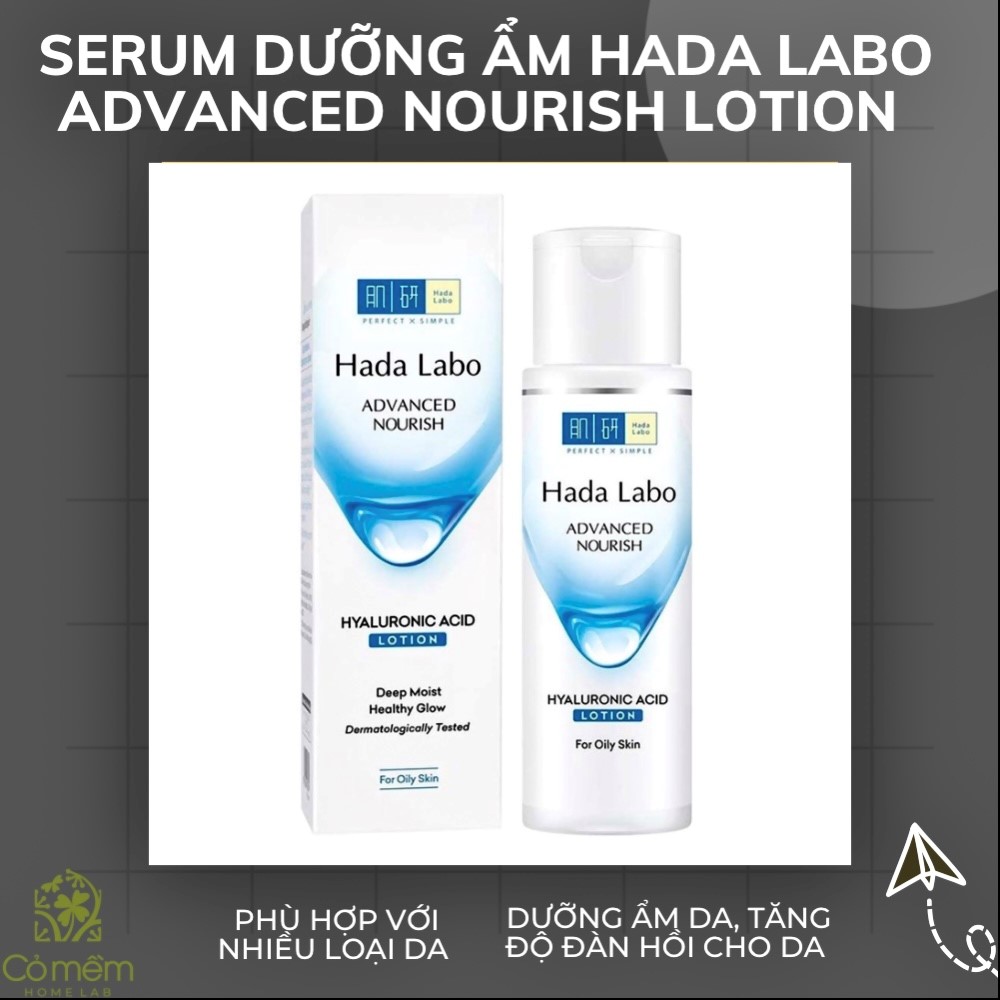 SERUM DƯỠNG ẨM HADA LABO
ADVANCED NOURISH LOTION
肌研
Hada
Labo
PERFECT × SIMPLE
Hada Labo
ADVANCED
NOURISH
HYALURONIC ACID
LOTION
Deep Moist
Healthy Glow
Dermatologically Tested
For Oily Skin
肌研
Hada
Labo
PERFECT × SIMPLE
Hada Labo
ADVANCED
NOURISH
HYALURONIC ACID
LOTION
For Oily Skin
PHÙ HỢP VỚI
NHIỀU LOẠI DA
DƯỠNG ẨM DA, TĂNG
ĐỘ ĐÀN HỒI CHO DA
Cỏ mềm
HOME LAB